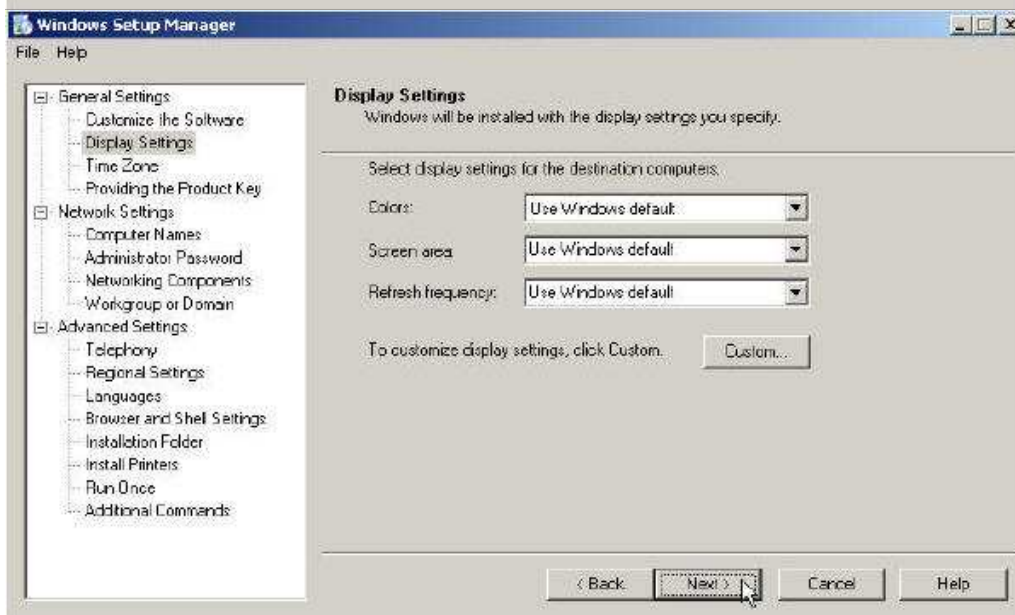 Windows Setup Manager
File Help
General Settings
Customize the Software
Display Settings
Time Zone
Providing the Product Key
Network Settings
Computer Names
Administrator Password
Networking Components
Workgroup or Domain
Advanced Settings
Telephony
Regional Settings
Languages
Browser and Shell Settings
Installation Folder
Install Printers
Run Once
Additional Commands
Display Settings
Windows will be installed with the display settings you specify.
Select display settings for the destination computers.
Colors: Use Windows default
Screen area: Use Windows default
Refresh frequency: Use Windows default
To customize display settings, click Custom. Custom...
< Back Next > Cancel Help